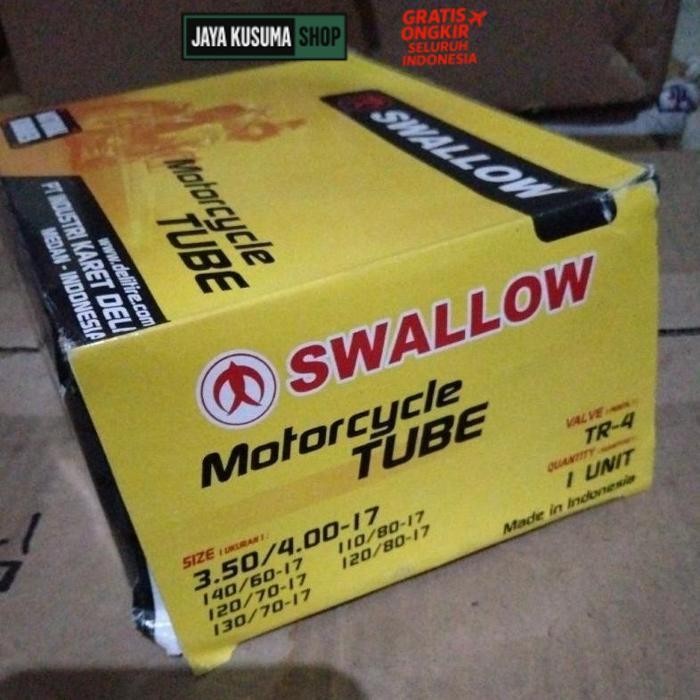 JAYA KUSUMA SHOP
GRATIS
ONGKIR
SELURUH
INDONESIA
SWALLOW
Motorcycle
TUBE
www.delitire.com
PT INDUSTRI KARET DELI
MEDAN - INDONESIA
SWALLOW
Motorcycle
TUBE
VALVE
TR-4
QUANTITY
1 UNIT
Made in Indonesia
SIZE (UKURAN):
3.50/4.00-17
140/60-17
120/70-17
130/70-17
110/80-17
120/80-17